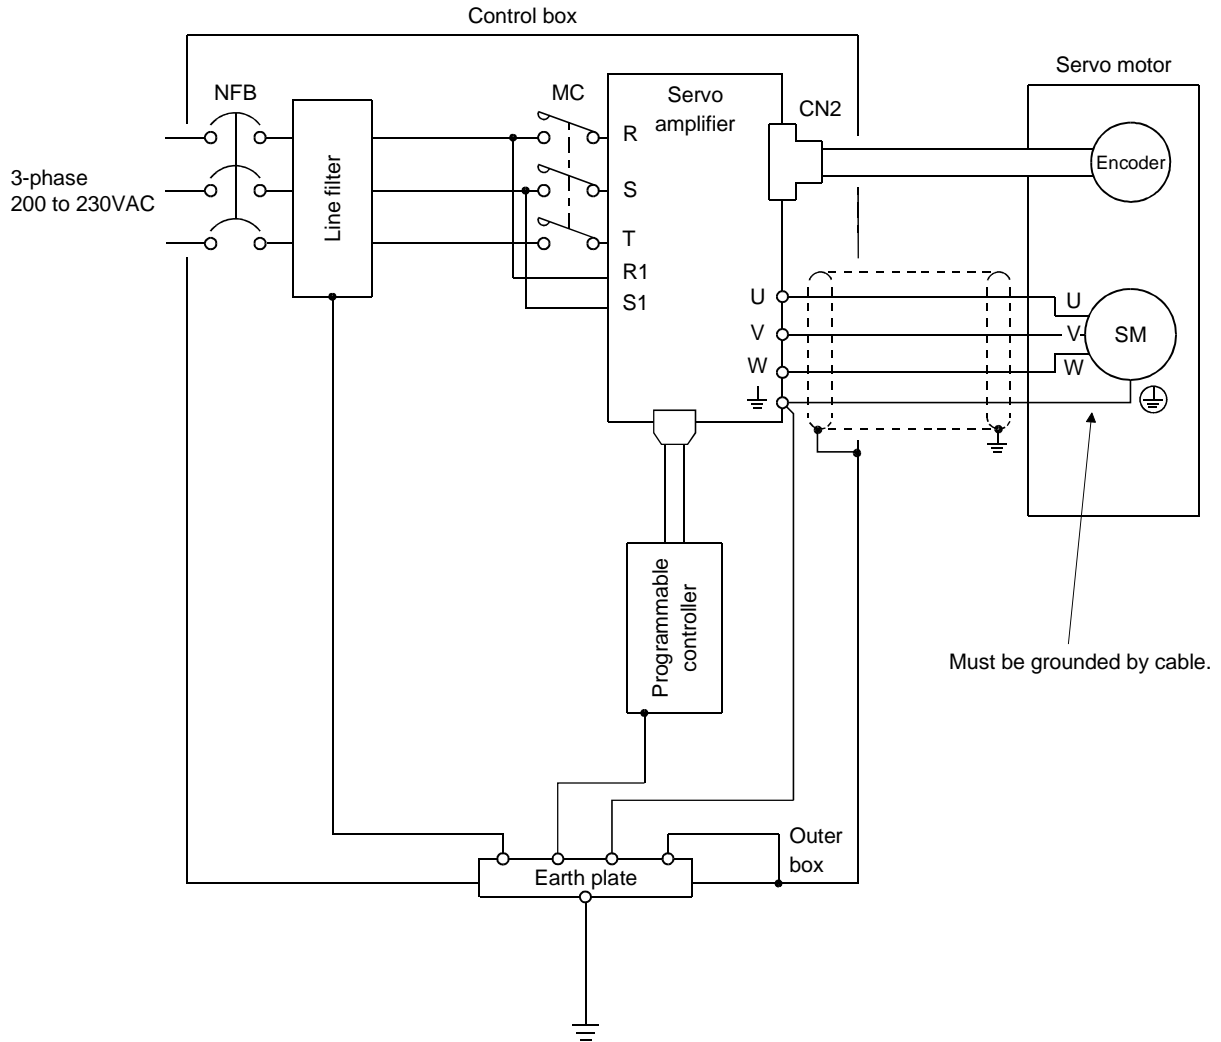 Control box
Servo motor
NFB
MC
Servo
amplifier
CN2
R
Encoder
3-phase
200 to 230VAC
Line filter
S
T
R1
S1
U
U
V
V
SM
W
W
Programmable
controller
Must be grounded by cable.
Outer
box
Earth plate